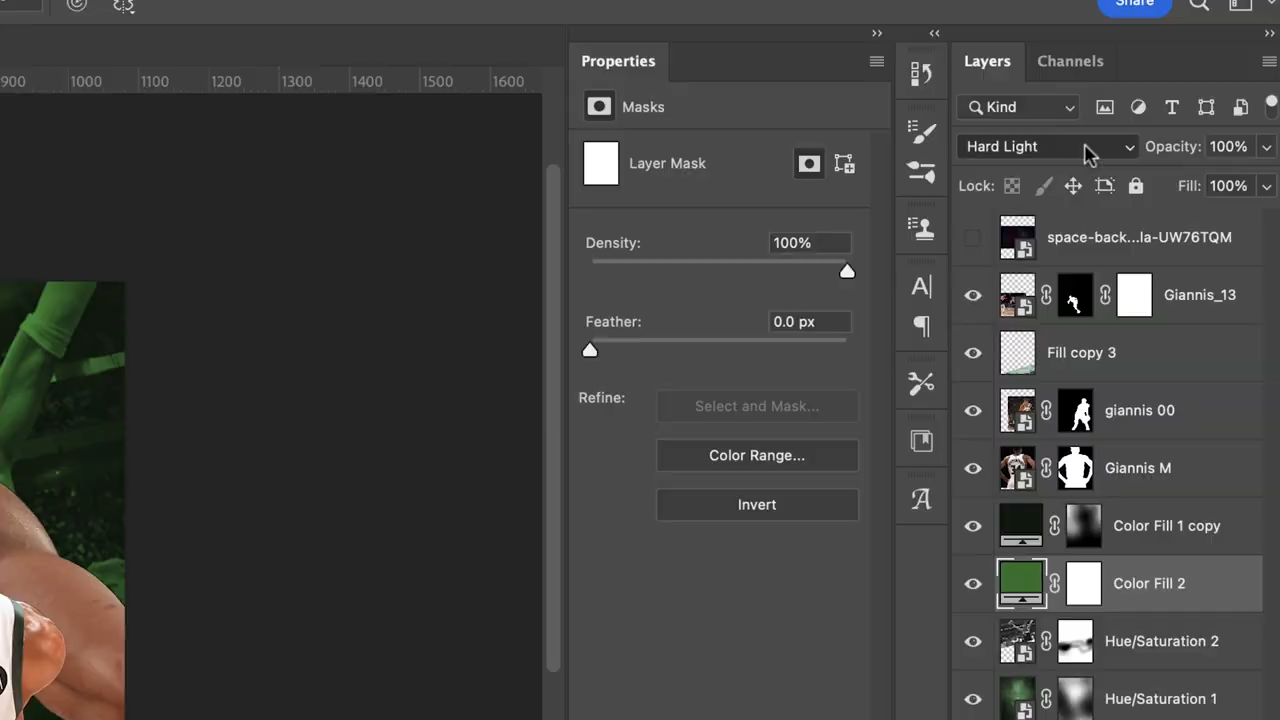 Share
900 1000 1100 1200 1300 1400 1500 1600
Properties
Masks
Layer Mask
Density: 100%
Feather: 0.0 px
Refine: Select and Mask...
Color Range...
Invert
Layers Channels
Kind
Hard Light Opacity: 100%
Lock: Fill: 100%
space-back...la-UW76TQM
Giannis_13
Fill copy 3
giannis 00
Giannis M
Color Fill 1 copy
Color Fill 2
Hue/Saturation 2
Hue/Saturation 1